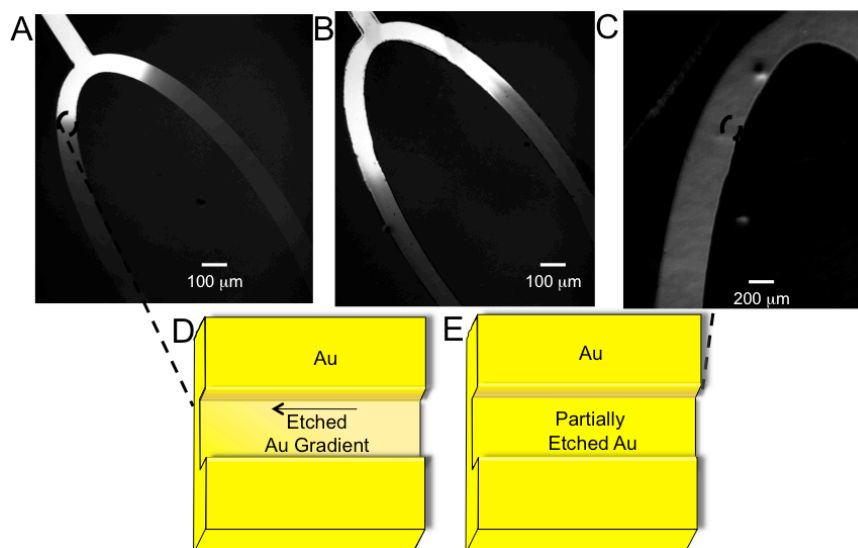 A
B
C
100 μm
100 μm
200 μm
D
E
Au
Au
Etched
Au Gradient
Partially
Etched Au